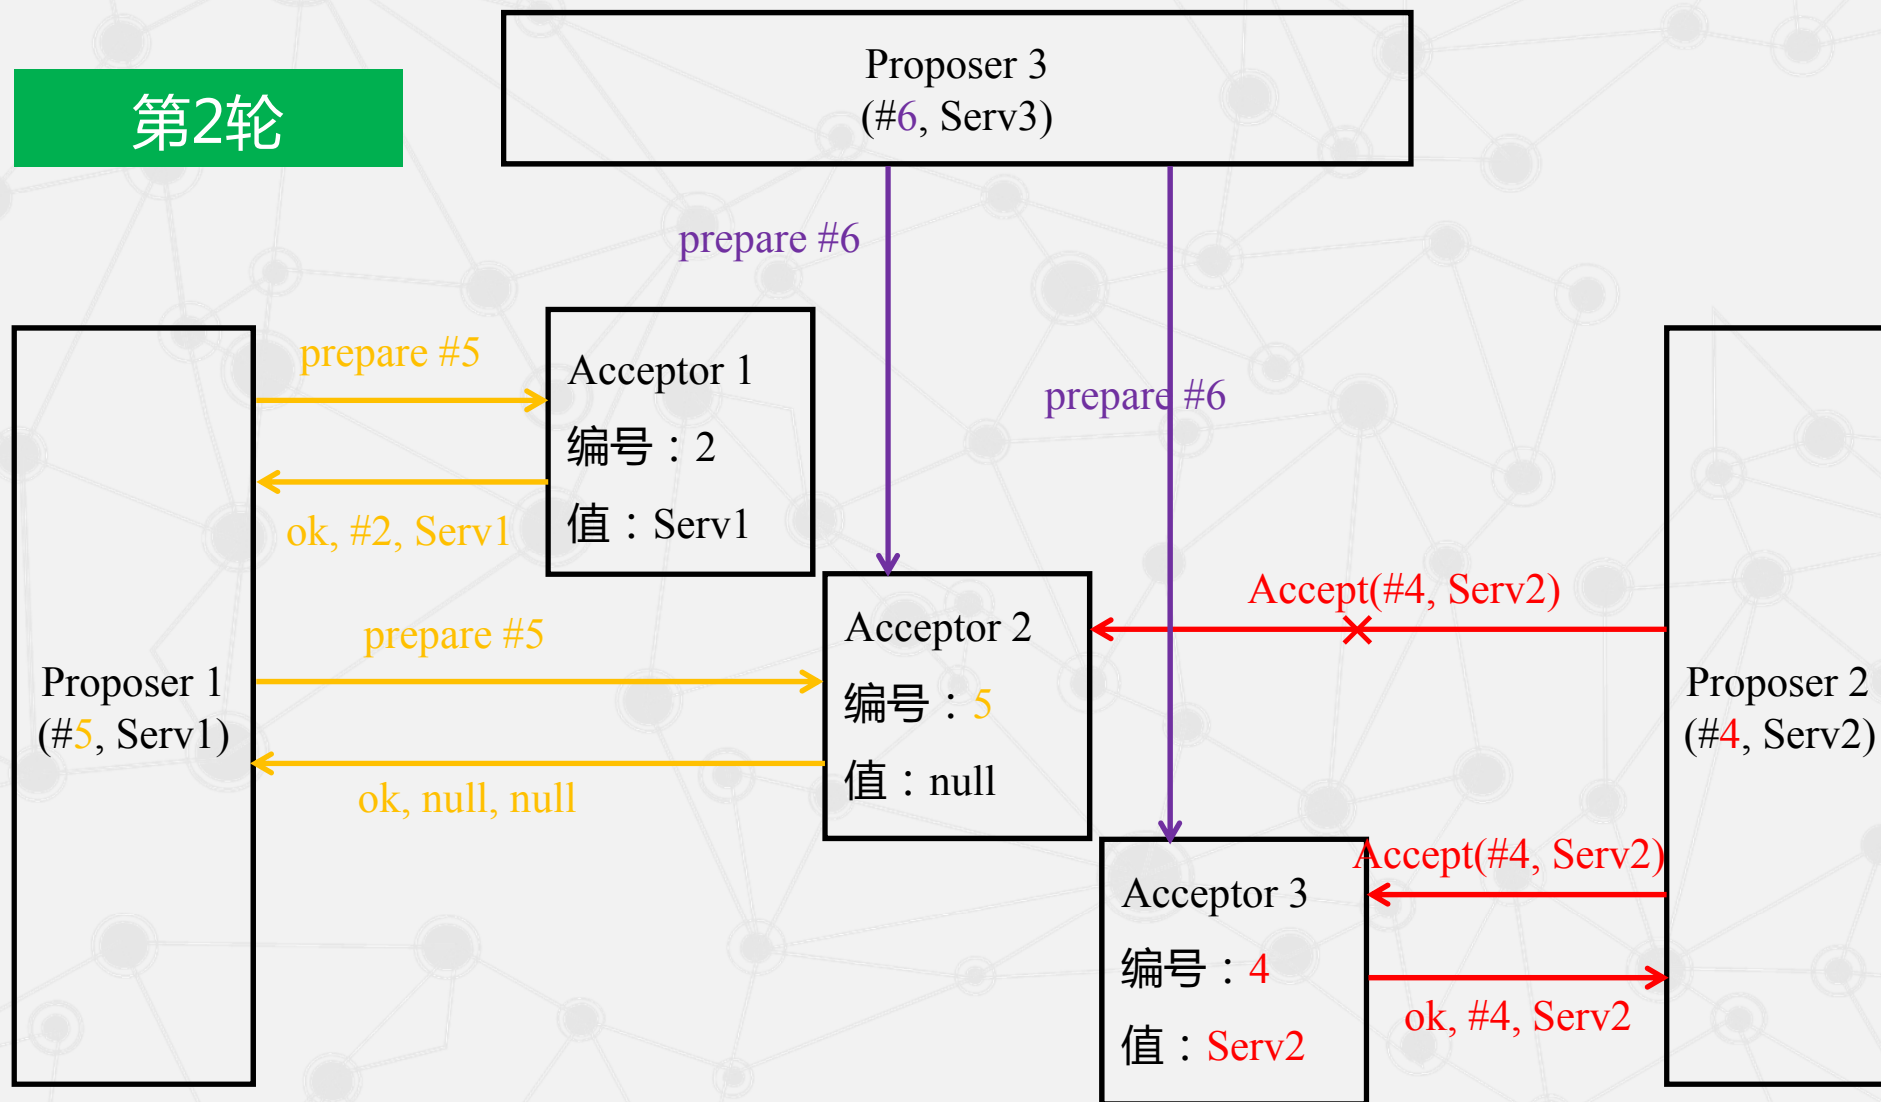 第2轮
Proposer 3
(#6, Serv3)
prepare #6
prepare #6
Proposer 1
(#5, Serv1)
prepare #5
ok, #2, Serv1
prepare #5
ok, null, null
Acceptor 1
编号：2
值：Serv1
Acceptor 2
编号：5
值：null
Acceptor 3
编号：4
值：Serv2
Accept(#4, Serv2)
Accept(#4, Serv2)
ok, #4, Serv2
Proposer 2
(#4, Serv2)